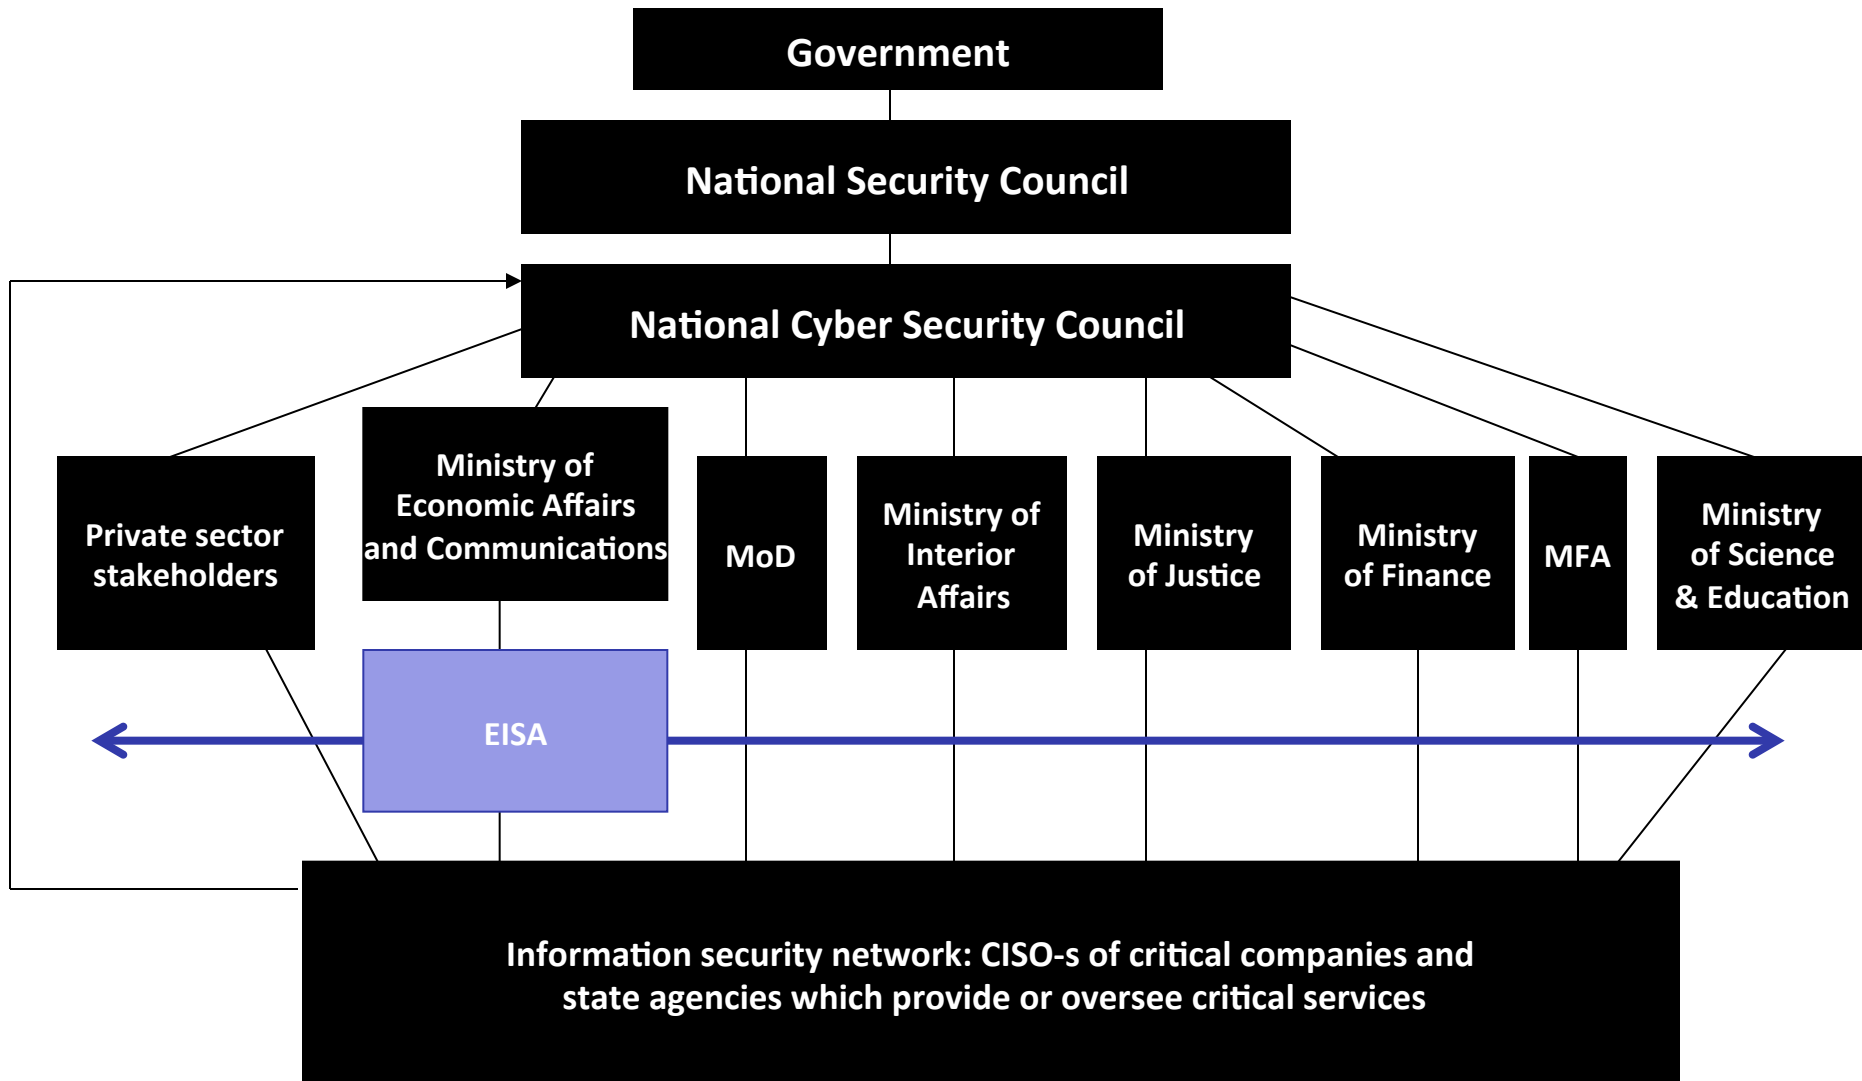 Government
National Security Council
National Cyber Security Council
Private sector
stakeholders
Ministry of
Economic Affairs
and Communications
MoD
Ministry of
Interior
Affairs
Ministry
of Justice
Ministry
of Finance
MFA
Ministry
of Science
& Education
EISA
Information security network: CISO-s of critical companies and
state agencies which provide or oversee critical services